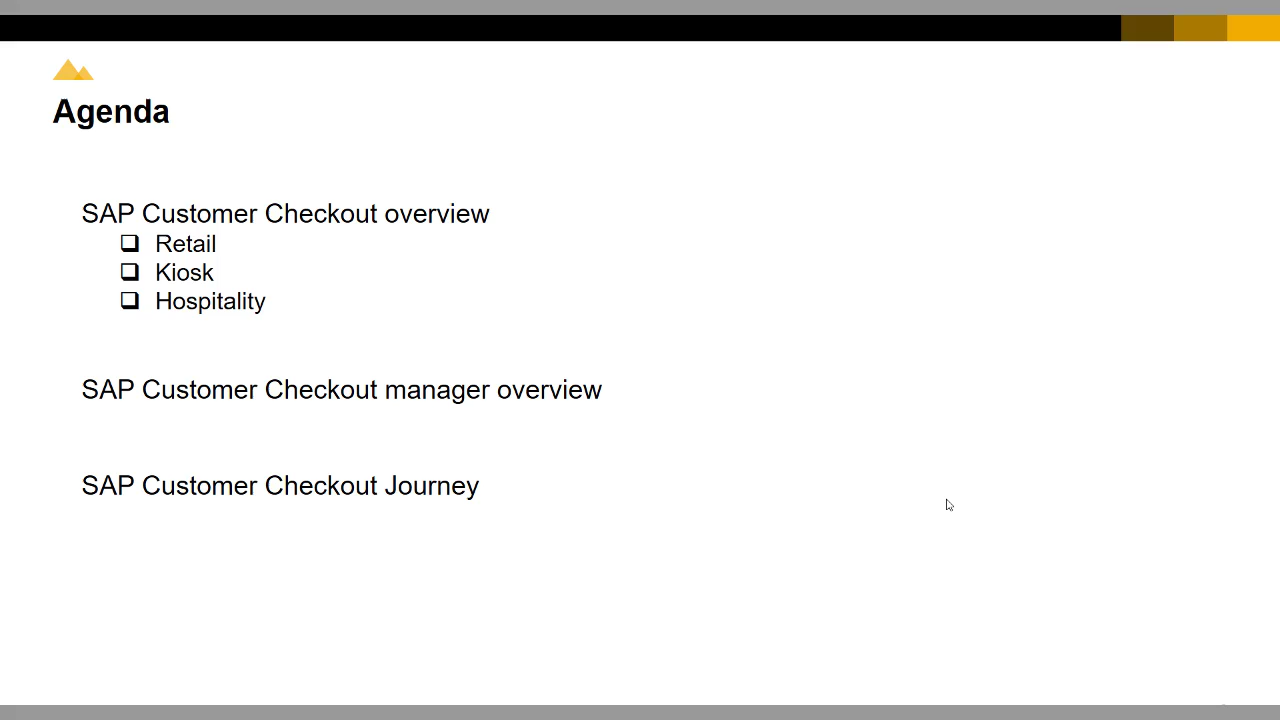 Agenda
SAP Customer Checkout overview
❑ Retail
❑ Kiosk
❑ Hospitality
SAP Customer Checkout manager overview
SAP Customer Checkout Journey